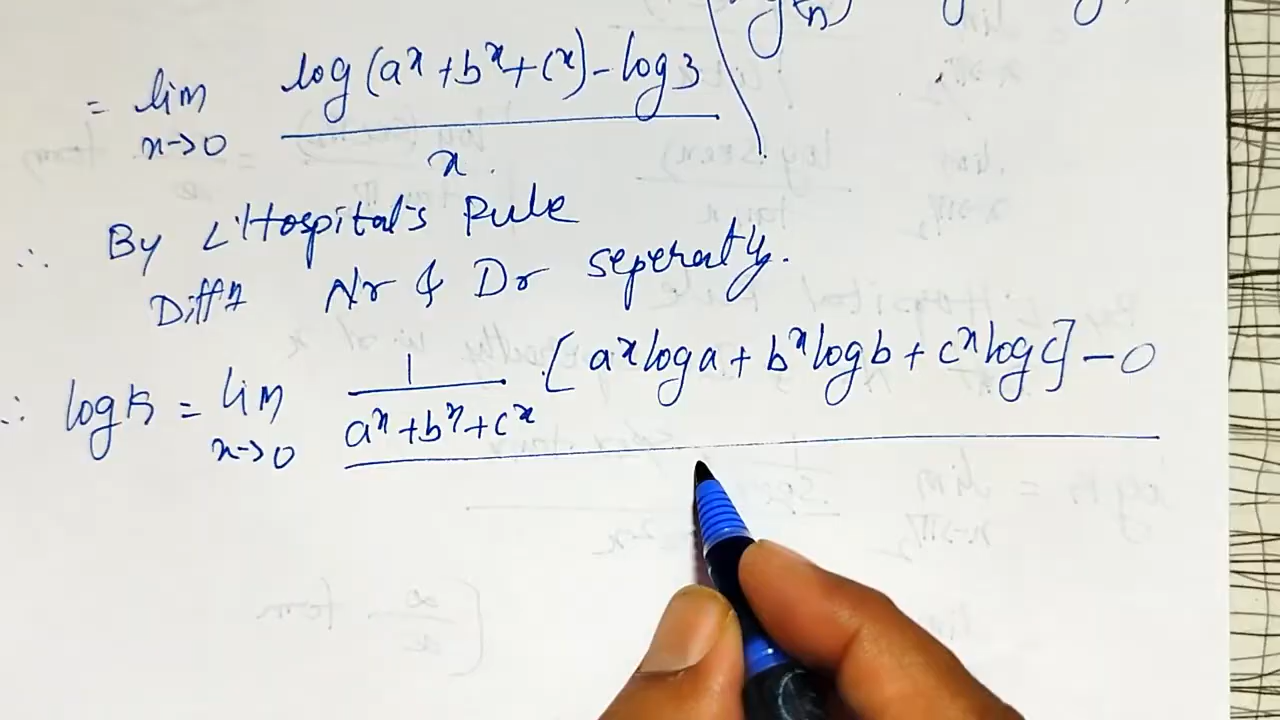 = lim x→0 log(a^x + b^x + c^x) - log 3 / x.
∴ By L'Hospital's Rule
Diff Nr & Dr seperatly.
∴ log k = lim x→0 1/(a^x + b^x + c^x) [a^x log a + b^x log b + c^x log c] - 0